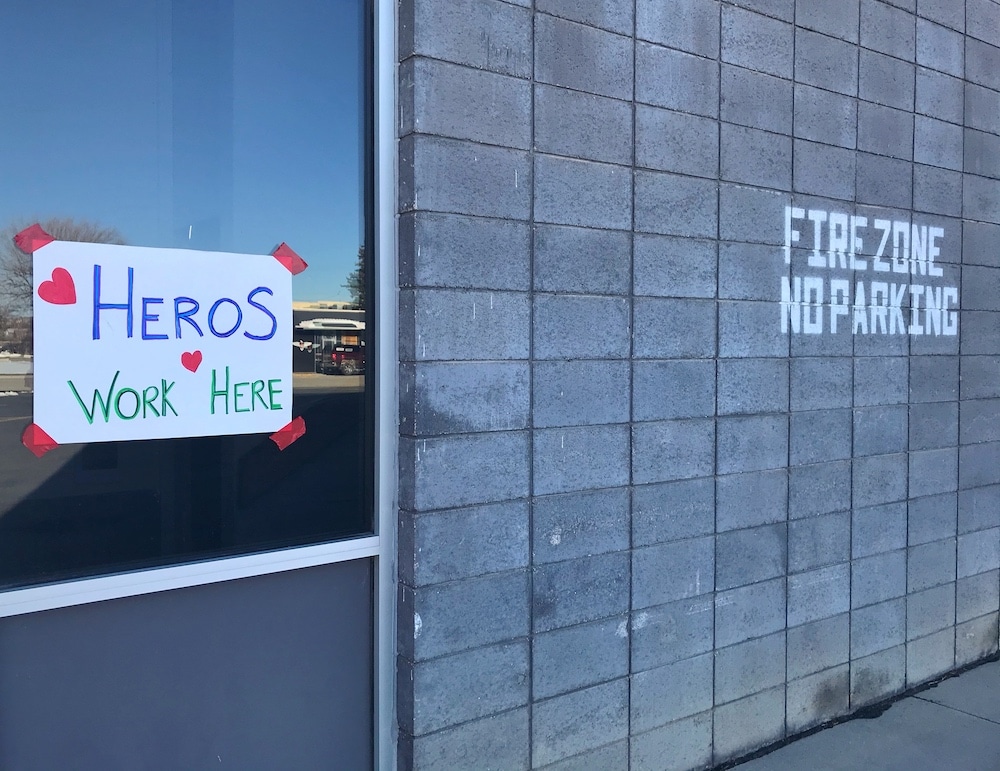 HEROS
WORK HERE
FIRE ZONE
NO PARKING